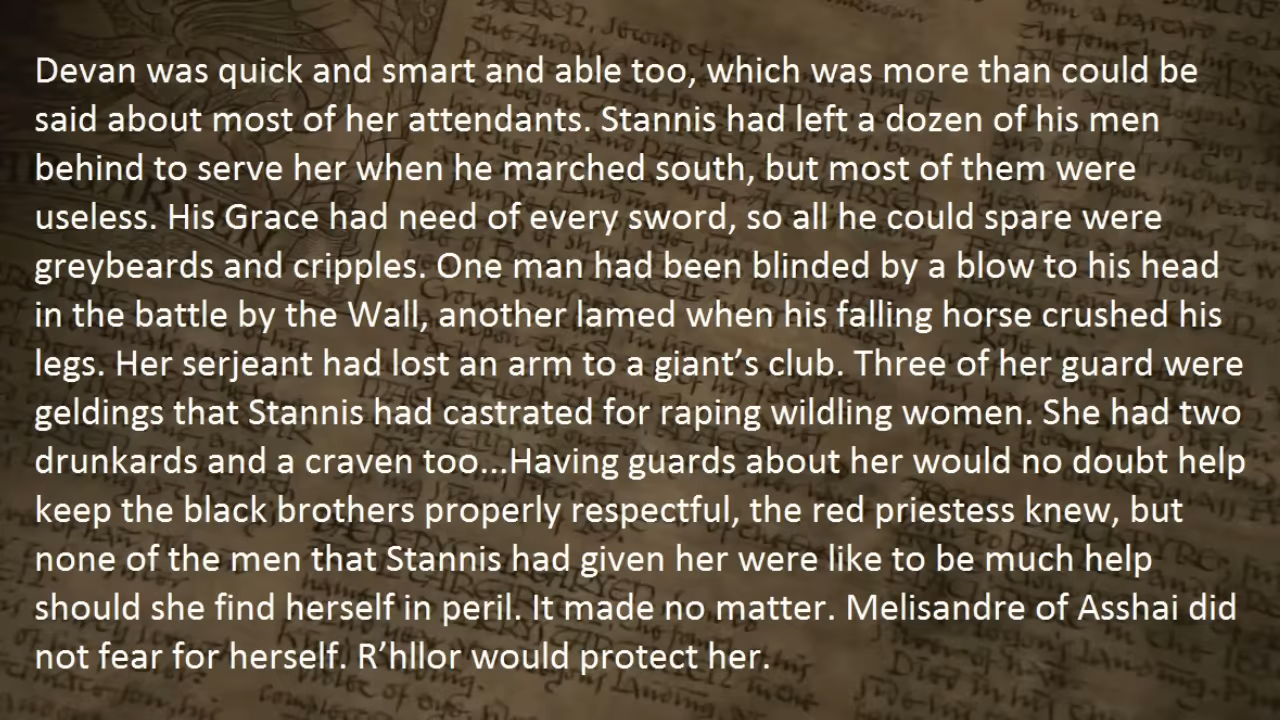 Devan was quick and smart and able too, which was more than could be
said about most of her attendants. Stannis had left a dozen of his men
behind to serve her when he marched south, but most of them were
useless. His Grace had need of every sword, so all he could spare were
greybeards and cripples. One man had been blinded by a blow to his head
in the battle by the Wall, another lamed when his falling horse crushed his
legs. Her serjeant had lost an arm to a giant’s club. Three of her guard were
geldings that Stannis had castrated for raping wildling women. She had two
drunkards and a craven too...Having guards about her would no doubt help
keep the black brothers properly respectful, the red priestess knew, but
none of the men that Stannis had given her were like to be much help
should she find herself in peril. It made no matter. Melisandre of Asshai did
not fear for herself. R’hllor would protect her.